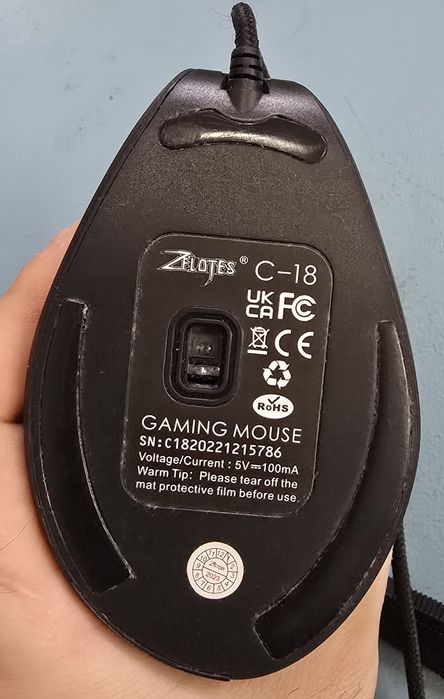 ZELOTES® C-18
UK
CA FC
CE
RoHS
GAMING MOUSE
SN:C1820221215786
Voltage/Current : 5V⎓100mA
Warm Tip: Please tear off the
mat protective film before use.
2023